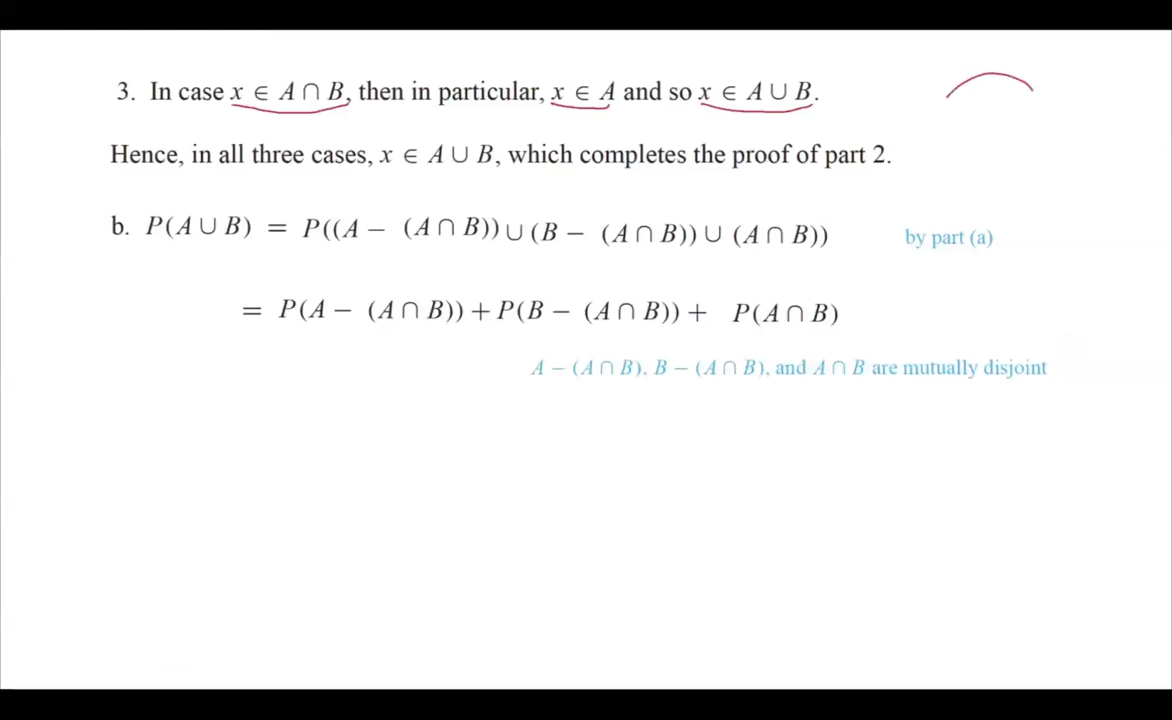 3. In case x ∈ A ∩ B, then in particular, x ∈ A and so x ∈ A ∪ B.
Hence, in all three cases, x ∈ A ∪ B, which completes the proof of part 2.
b. P(A ∪ B) = P((A − (A ∩ B)) ∪ (B − (A ∩ B)) ∪ (A ∩ B)) by part (a)
= P(A − (A ∩ B)) + P(B − (A ∩ B)) + P(A ∩ B)
A − (A ∩ B), B − (A ∩ B), and A ∩ B are mutually disjoint